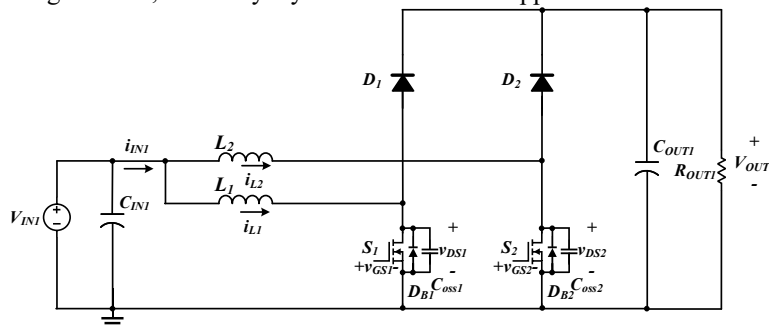 D1
D2
iIN1
L2
COUT1
+
iL2
ROUT1
VOUT
L1
-
CIN1
VIN1
+
-
iL1
S1
+
vDS1
-
+vGS1-
DB1
Coss1
S2
+
vDS2
-
+vGS2-
DB2
Coss2